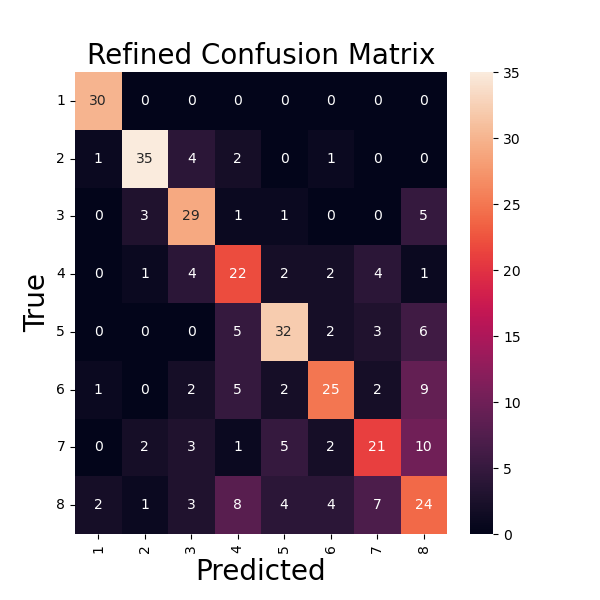 Refined Confusion Matrix
1 30 0 0 0 0 0 0 0
2 1 35 4 2 0 1 0 0
3 0 3 29 1 1 0 0 5
4 0 1 4 22 2 2 4 1
5 0 0 0 5 32 2 3 6
6 1 0 2 5 2 25 2 9
7 0 2 3 1 5 2 21 10
8 2 1 3 8 4 4 7 24
1 2 3 4 5 6 7 8
True
Predicted
35
30
25
20
15
10
5
0